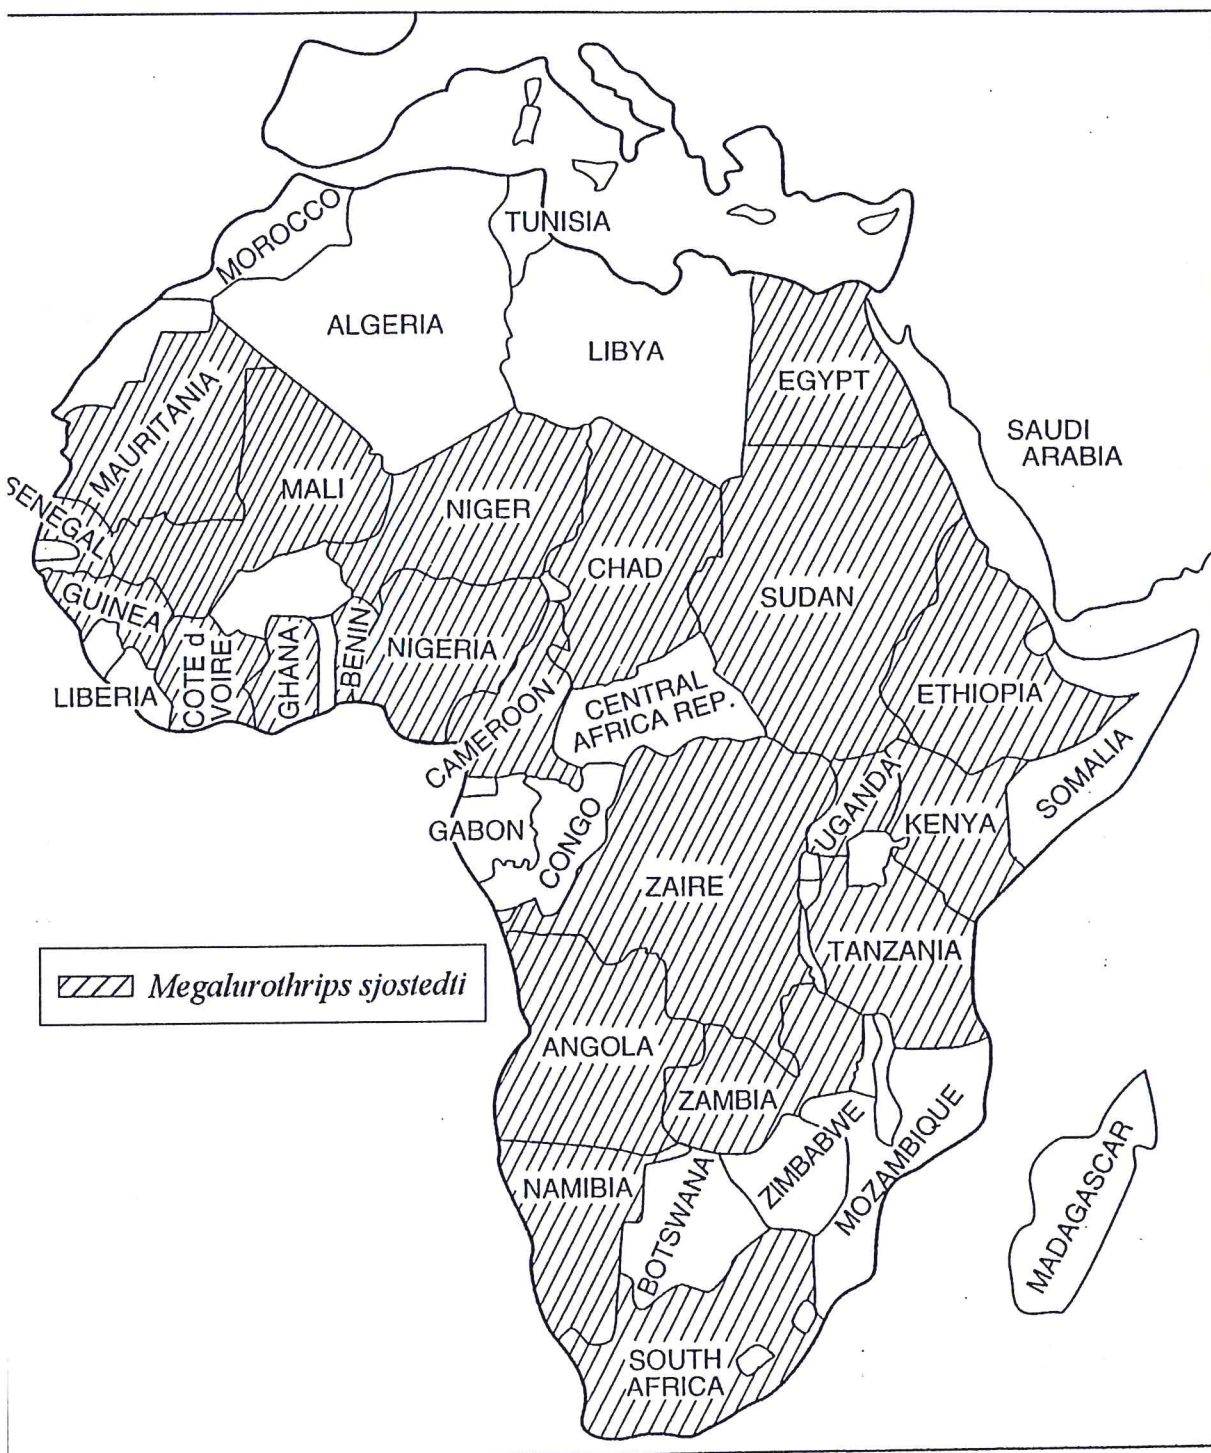 MOROCCO
TUNISIA
ALGERIA
LIBYA
EGYPT
SAUDI
ARABIA
MAURITANIA
MALI
NIGER
CHAD
SUDAN
SENEGAL
GUINEA
LIBERIA
COTE d
VOIRE
GHANA
BENIN
NIGERIA
CAMEROON
CENTRAL
AFRICA REP.
ETHIOPIA
SOMALIA
UGANDA
KENYA
GABON
CONGO
ZAIRE
TANZANIA
Megalurothrips sjostedti
ANGOLA
ZAMBIA
ZIMBABWE
MOZAMBIQUE
MADAGASCAR
NAMIBIA
BOTSWANA
SOUTH
AFRICA